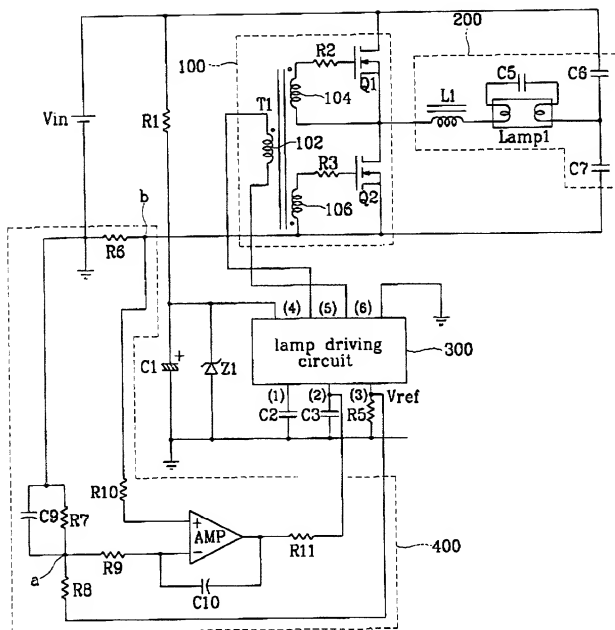 200
100
R2
C5
C6
Q1
T1
104
L1
Vin
R1
102
Lamp1
R3
C7
b
Q2
106
R6
(4)
(5)
(6)
lamp driving
circuit
300
C1
+
Z1
(1)
(2)
(3)
Vref
C2
C3
R5
R10
C9
R7
+
AMP
-
R11
400
a
R9
R8
C10